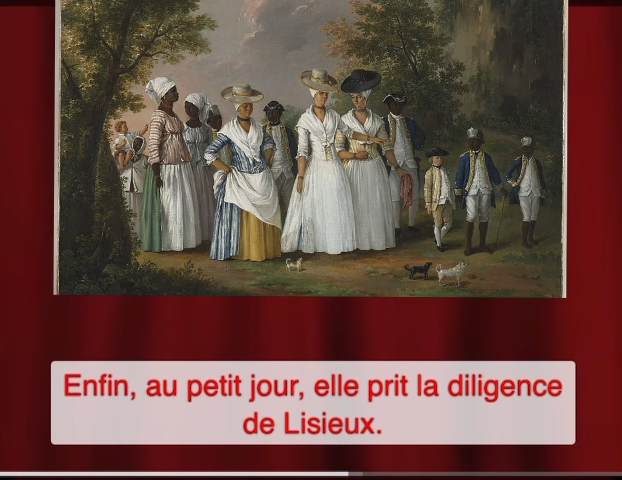 Enfin, au petit jour, elle prit la diligence
de Lisieux.